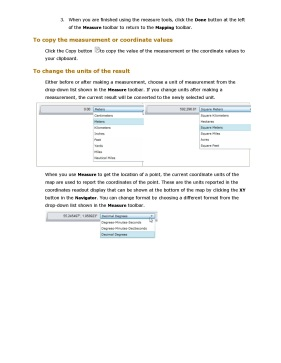 3. When you are finished using the measure tools, click the Done button at the left
of the Measure toolbar to return to the Mapping toolbar.
To copy the measurement or coordinate values
Click the Copy button to copy the value of the measurement or the coordinate values to
your clipboard.
To change the units of the result
Either before or after making a measurement, choose a unit of measurement from the
drop-down list shown in the Measure toolbar. If you change units after making a
measurement, the current result will be converted to the newly selected unit.
Meters
Centimeters
Meters
Kilometers
Inches
Feet
Yards
Miles
Nautical Miles
Square Meters
Square Kilometers
Hectares
Square Meters
Square Miles
Acres
Square Feet
When you use Measure to get the location of a point, the current coordinate units of the
map are used to report the coordinates of the point. These are the units reported in the
coordinates readout display that can be shown at the bottom of the map by clicking the XY
button in the Navigator. You can change format by choosing a different format from the
drop-down list shown in the Measure toolbar.
Decimal Degrees
Degrees-Minutes-Seconds
Degrees-Minutes-DecSeconds
Decimal Degrees